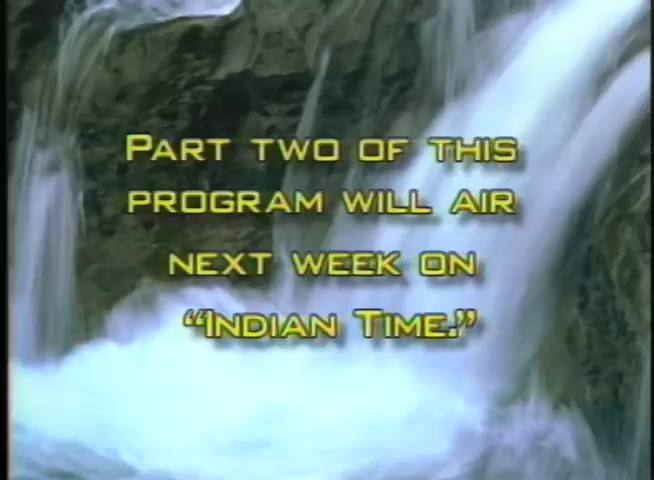 PART TWO OF THIS
PROGRAM WILL AIR
NEXT WEEK ON
“INDIAN TIME.”